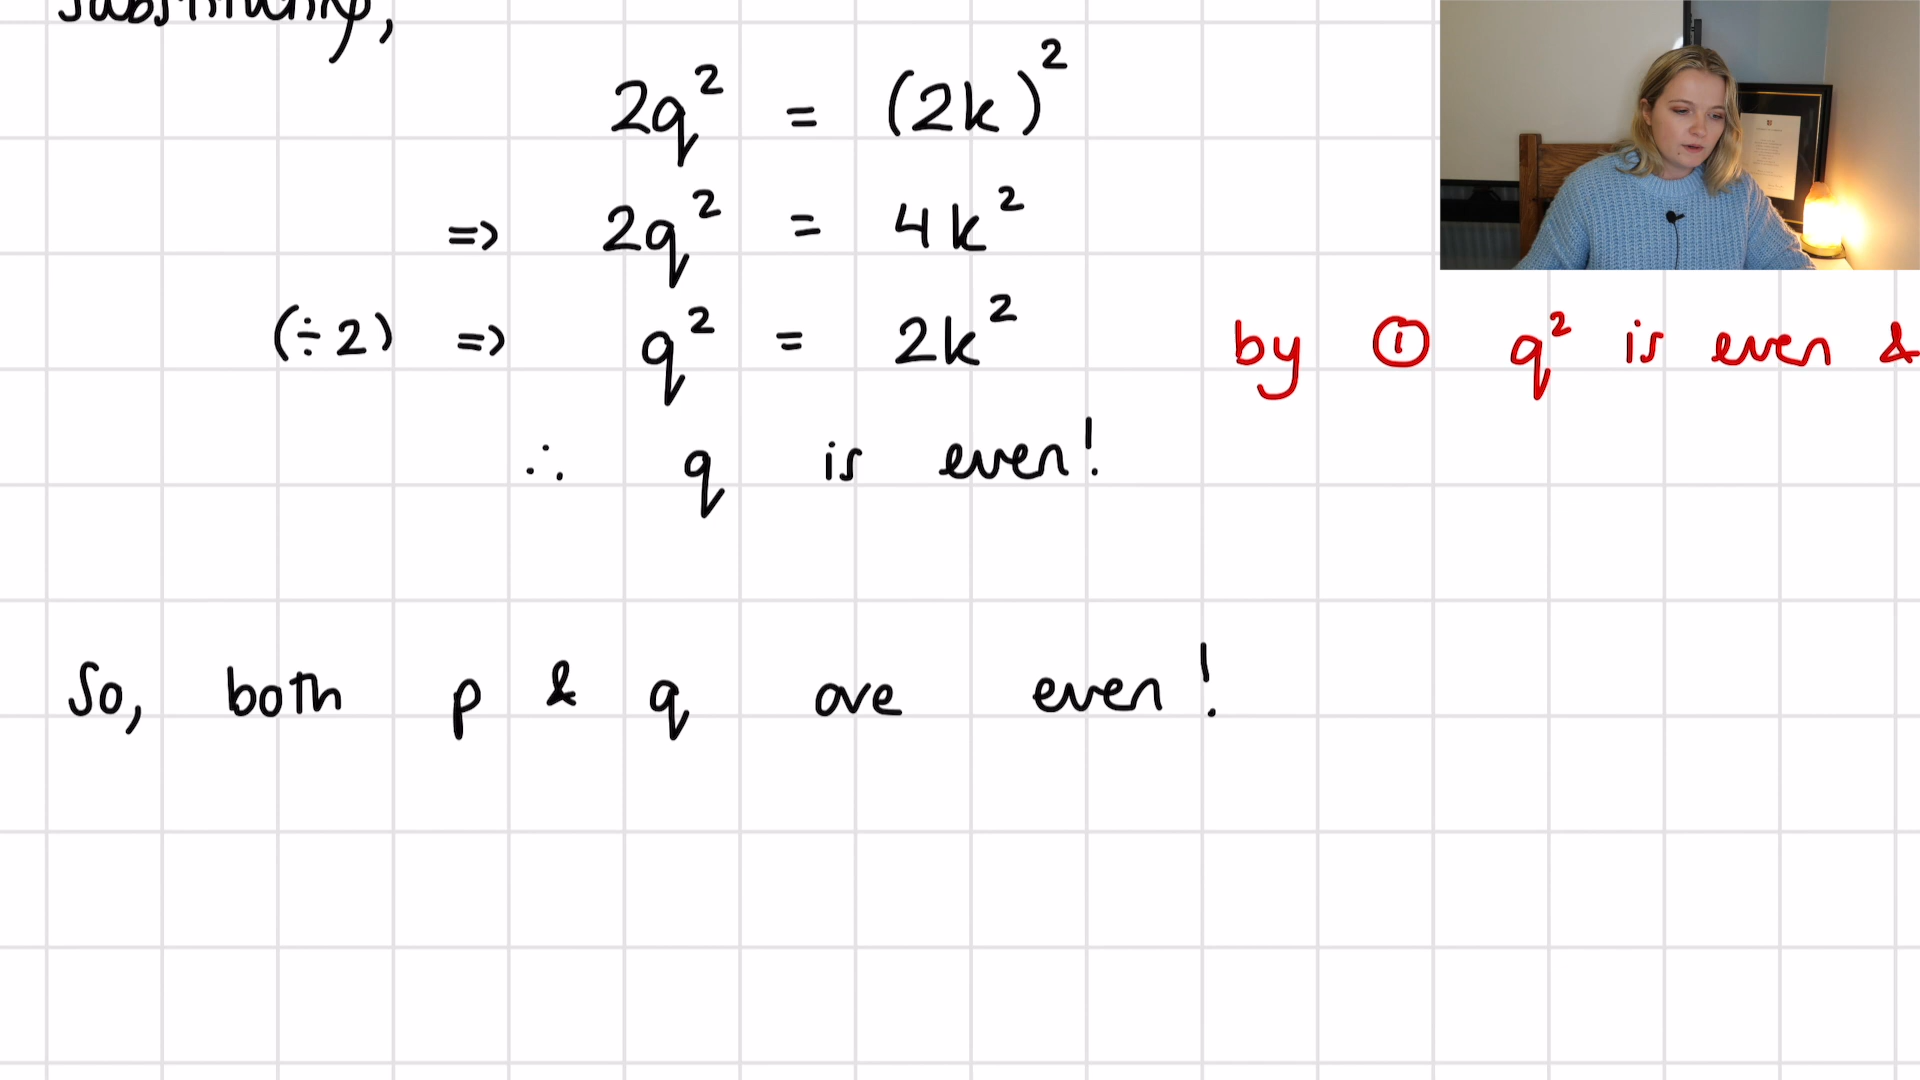 substituting,
2q² = (2k)²
=> 2q² = 4k²
(÷2) => q² = 2k² by ① q² is even &
∴ q is even!
So, both p & q are even!